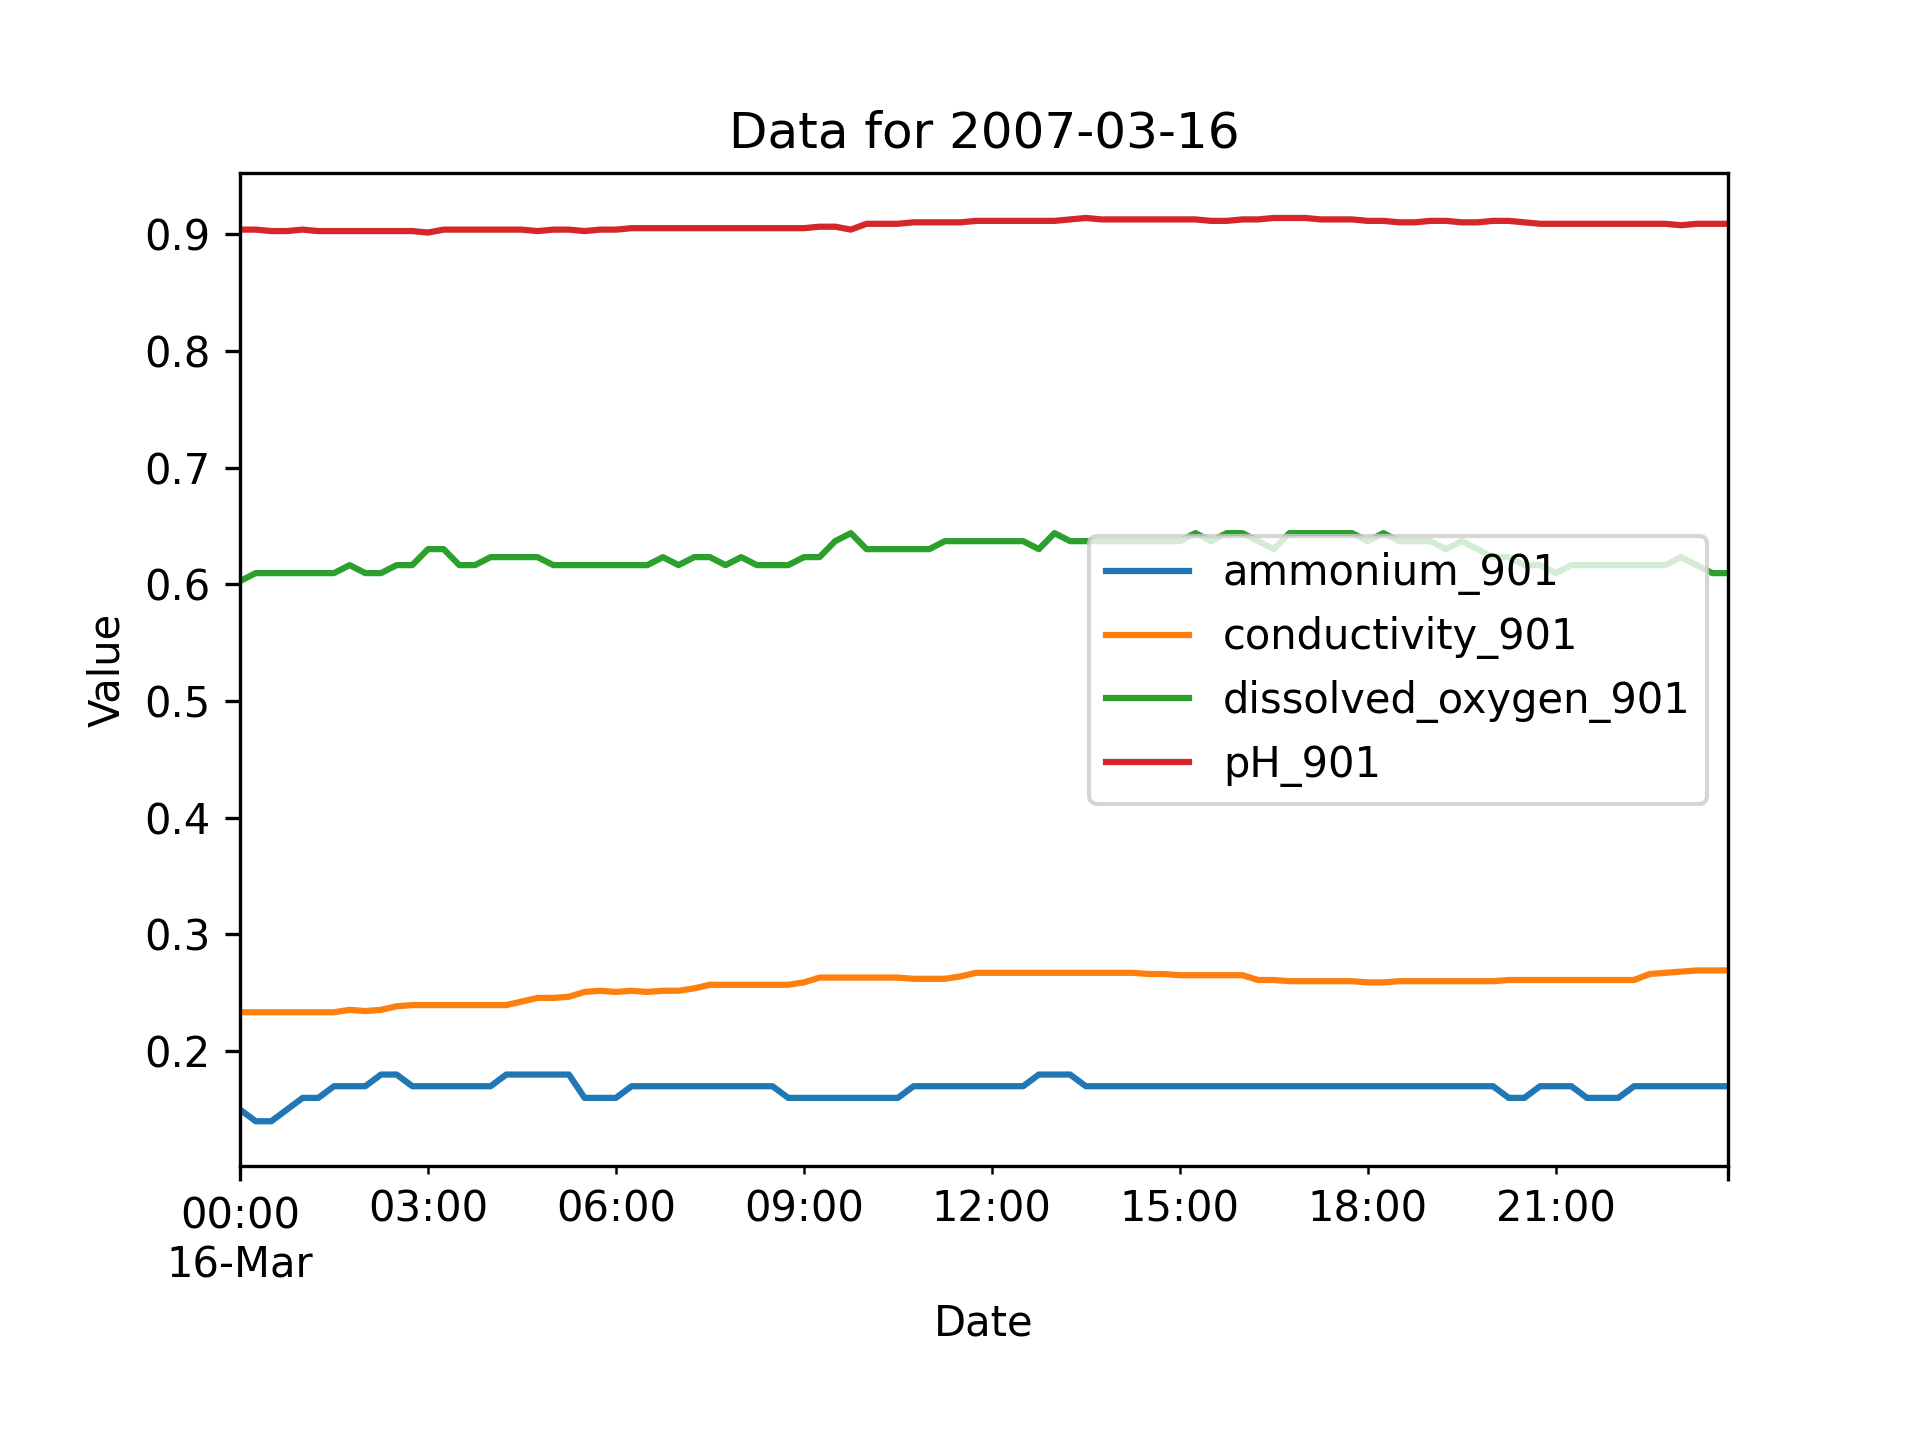 Data for 2007-03-16
0.9
0.8
0.7
0.6
0.5
0.4
0.3
0.2
Value
ammonium_901
conductivity_901
dissolved_oxygen_901
pH_901
00:00 03:00 06:00 09:00 12:00 15:00 18:00 21:00
16-Mar
Date